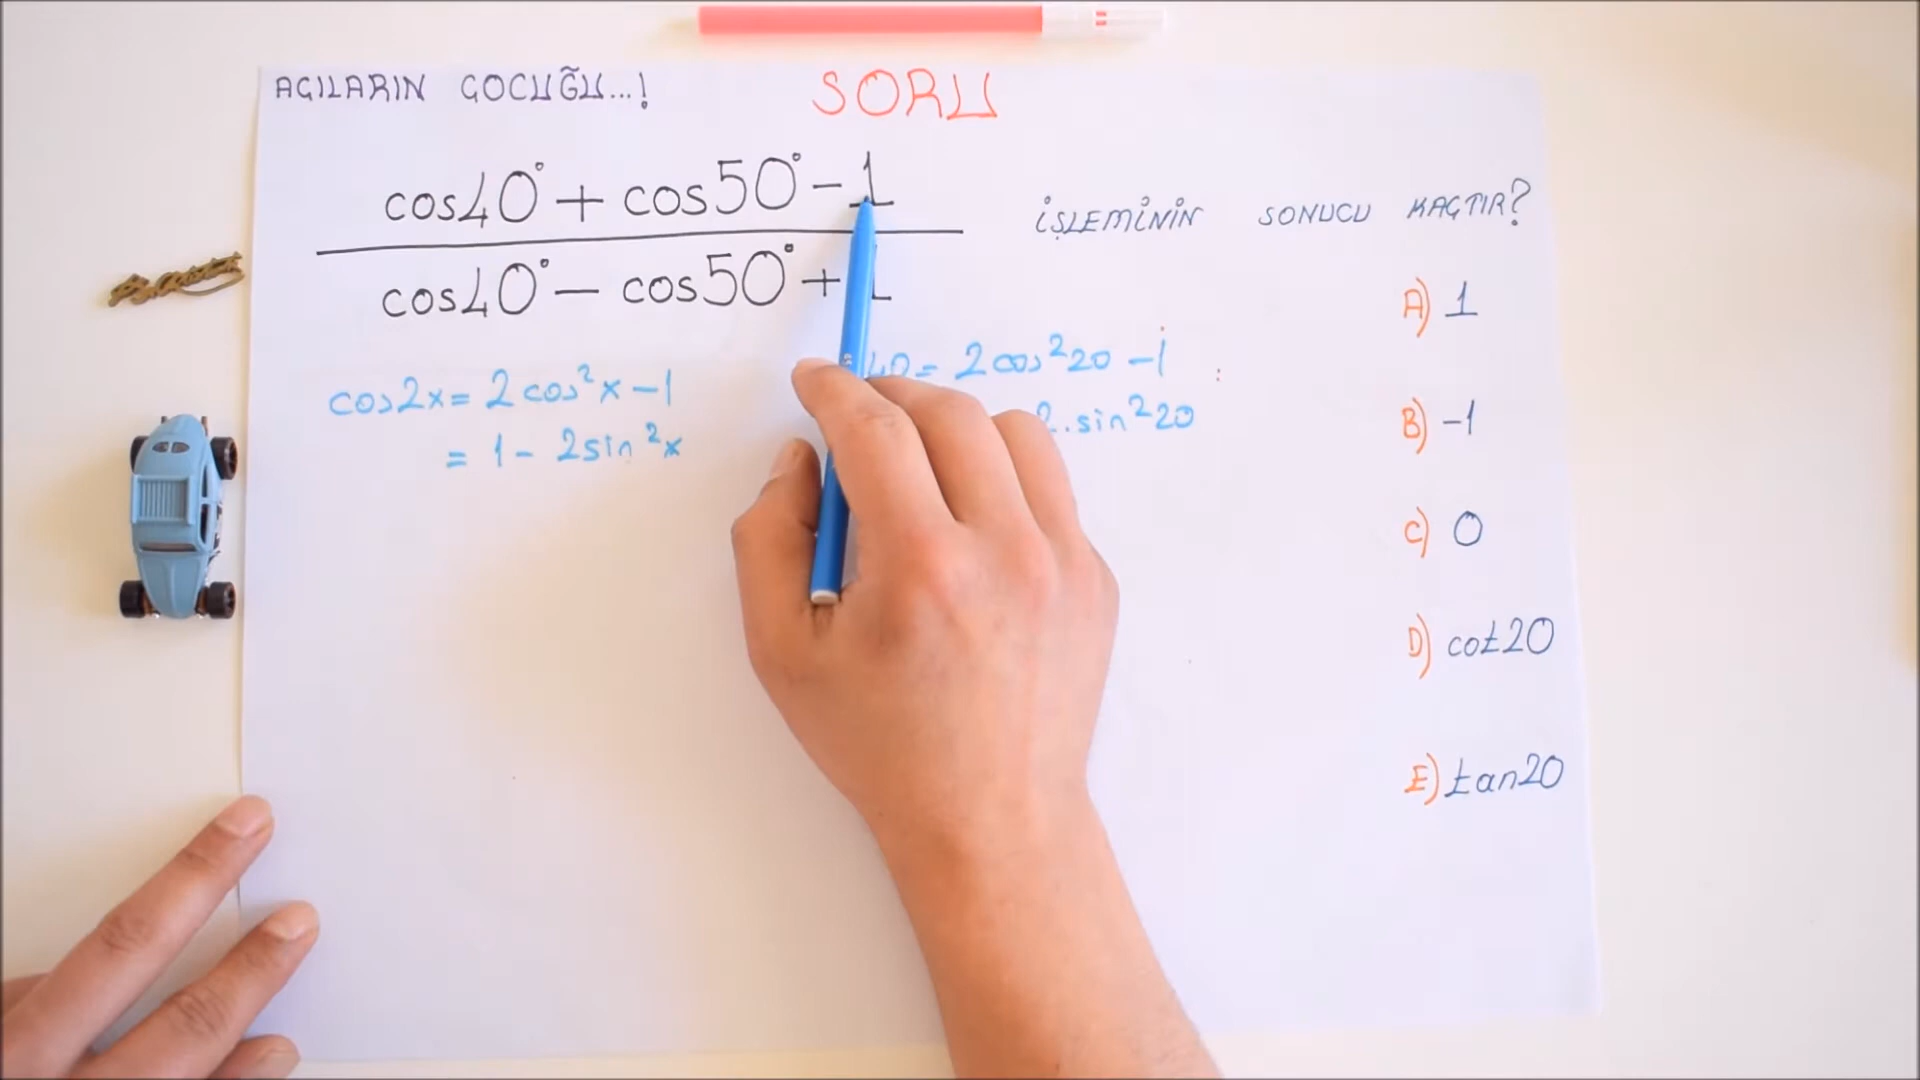 AÇILARIN ÇOCUĞU...!
SORU
cos40° + cos50° - 1
cos40° - cos50° + 1
İŞLEMİNİN SONUCU KAÇTIR?
cos2x = 2cos²x - 1
= 1 - 2sin²x
40 = 2cos²20 - 1
2.sin²20
A) 1
B) -1
C) 0
D) cot20
E) tan20